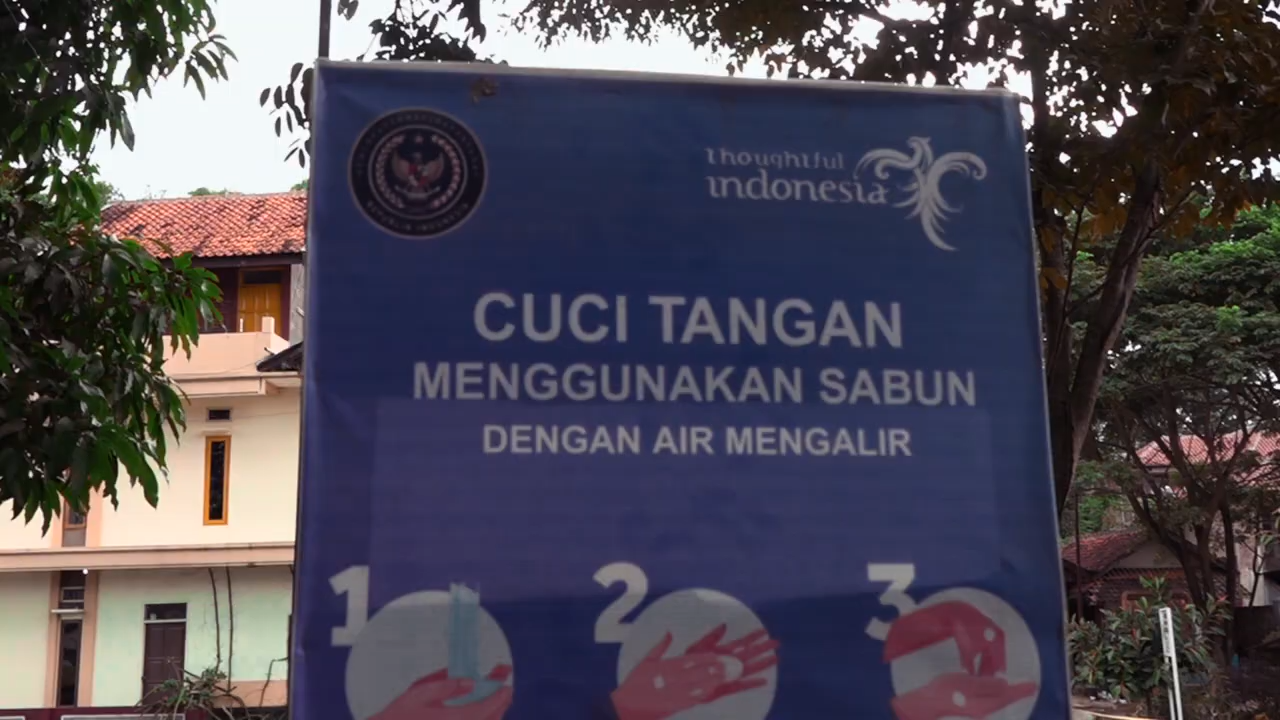 Thoughtful
indonesia
CUCI TANGAN
MENGGUNAKAN SABUN
DENGAN AIR MENGALIR
1 2 3